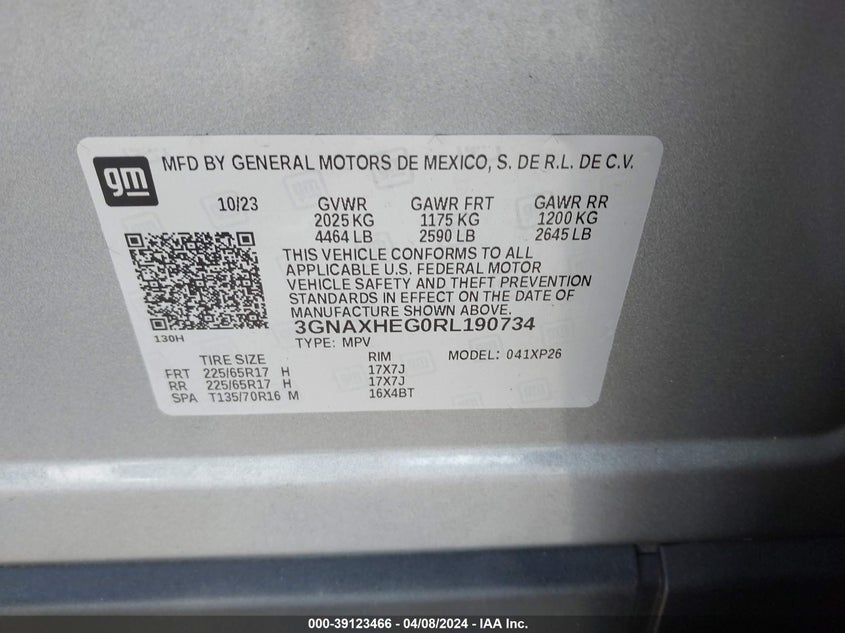 gm
MFD BY GENERAL MOTORS DE MEXICO, S. DE R.L. DE C.V.
10/23 GVWR GAWR FRT GAWR RR
2025 KG 1175 KG 1200 KG
4464 LB 2590 LB 2645 LB
THIS VEHICLE CONFORMS TO ALL
APPLICABLE U.S. FEDERAL MOTOR
VEHICLE SAFETY AND THEFT PREVENTION
STANDARDS IN EFFECT ON THE DATE OF
MANUFACTURE SHOWN ABOVE.
3GNAXHEG0RL190734
130H
TYPE: MPV MODEL: 041XP26
TIRE SIZE RIM
FRT 225/65R17 H 17X7J
RR 225/65R17 H 17X7J
SPA T135/70R16 M 16X4BT
000-39123466 - 04/08/2024 - IAA Inc.